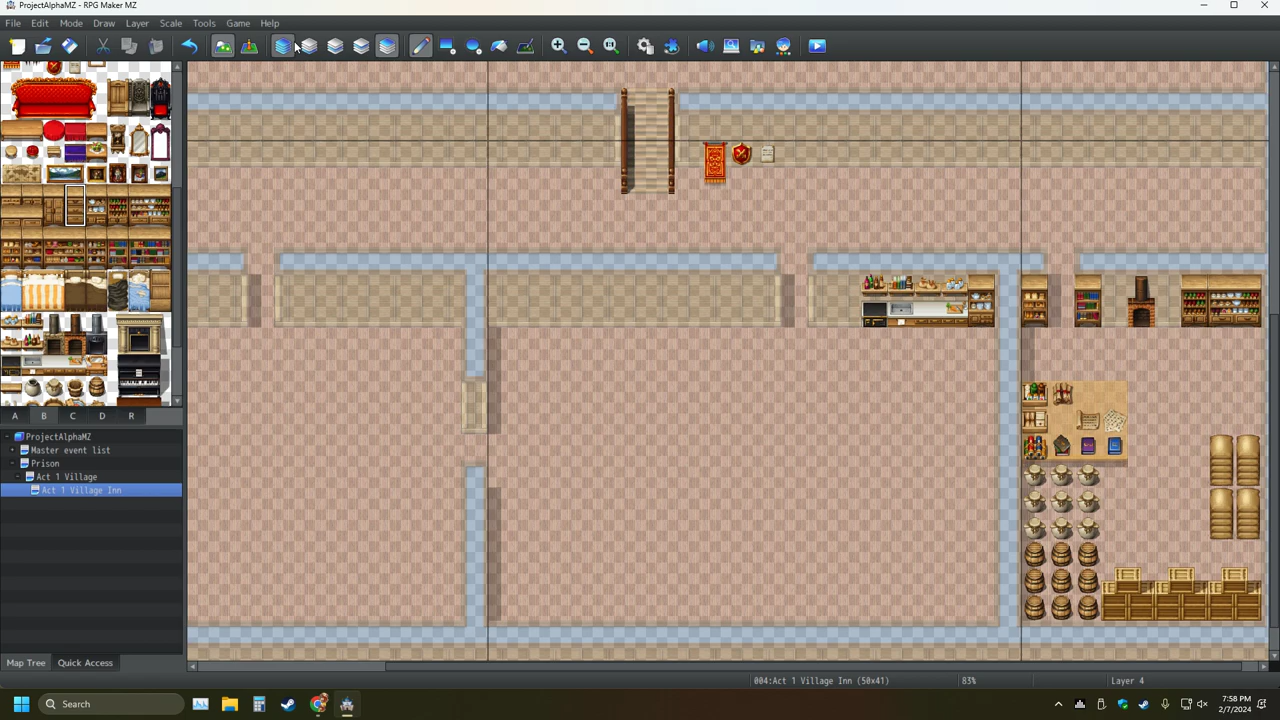 ProjectAlphaMZ - RPG Maker MZ
File Edit Mode Draw Layer Scale Tools Game Help
A B C D R
ProjectAlphaMZ
Master event list
Prison
Act 1 Village
Act 1 Village Inn
Map Tree Quick Access
004:Act 1 Village Inn (50x41) 83% Layer 4
Search
7:58 PM
2/7/2024